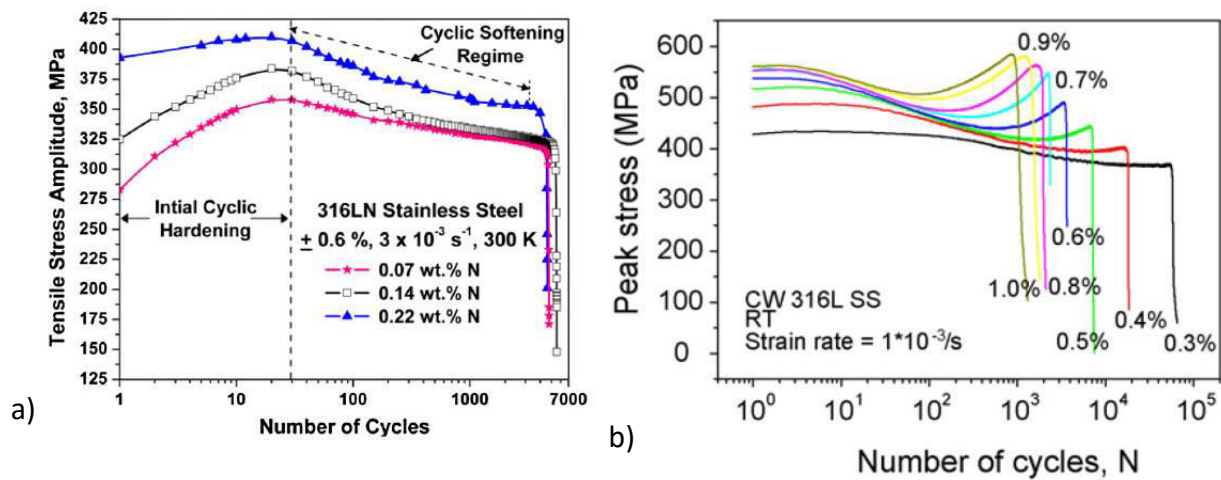 425
400
375
350
325
300
275
250
225
200
175
150
125
Tensile Stress Amplitude, MPa
Cyclic Softening
Regime
Intial Cyclic
Hardening
316LN Stainless Steel
± 0.6 %, 3 x 10⁻³ s⁻¹, 300 K
0.07 wt.% N
0.14 wt.% N
0.22 wt.% N
1 10 100 1000 7000
Number of Cycles
a)
600
500
400
300
200
100
0
Peak stress (MPa)
0.9%
0.7%
0.6%
1.0%
0.8%
0.5%
0.4%
0.3%
CW 316L SS
RT
Strain rate = 1*10⁻³/s
10⁰ 10¹ 10² 10³ 10⁴ 10⁵
Number of cycles, N
b)